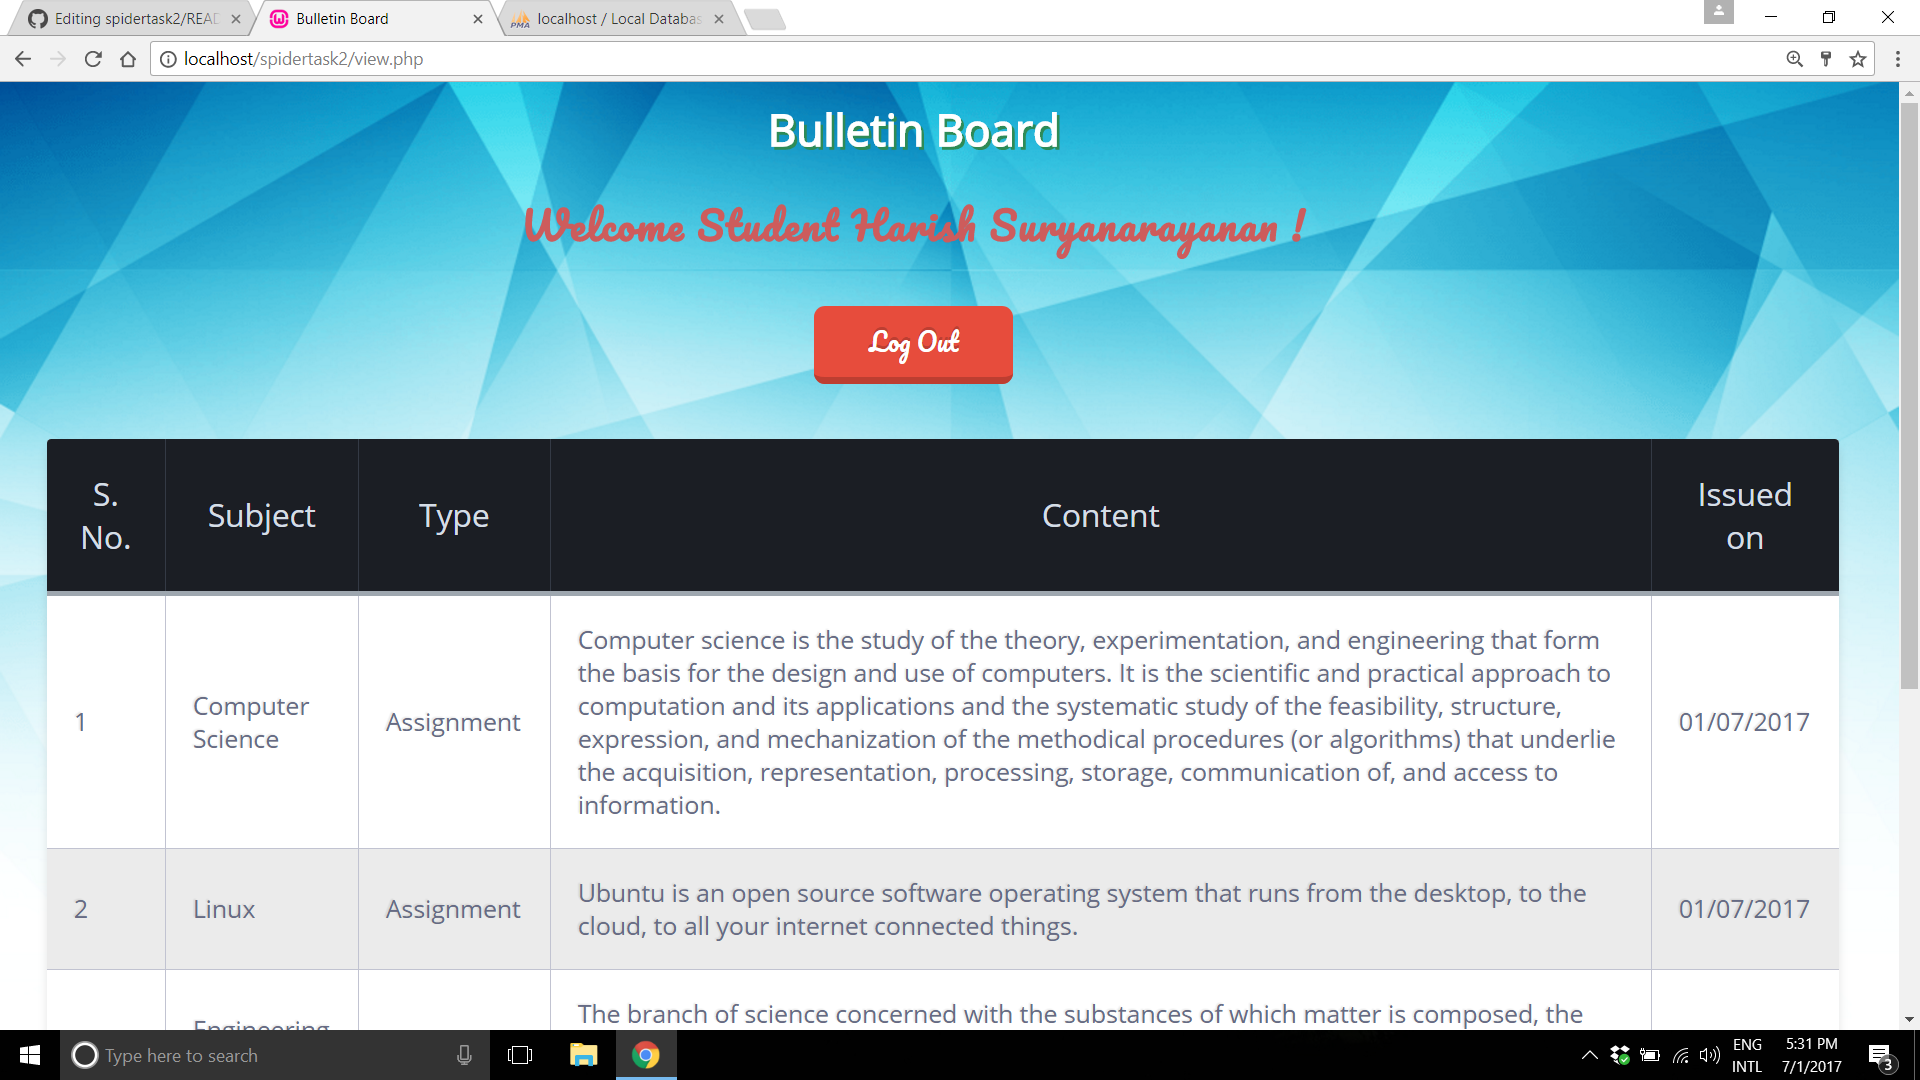 Editing spidertask2/READ
Bulletin Board
localhost / Local Databas
localhost/spidertask2/view.php
Bulletin Board
Welcome Student Harish Suryanarayanan !
Log Out
S. No.
Subject
Type
Content
Issued on
1
Computer Science
Assignment
Computer science is the study of the theory, experimentation, and engineering that form
the basis for the design and use of computers. It is the scientific and practical approach to
computation and its applications and the systematic study of the feasibility, structure,
expression, and mechanization of the methodical procedures (or algorithms) that underlie
the acquisition, representation, processing, storage, communication of, and access to
information.
01/07/2017
2
Linux
Assignment
Ubuntu is an open source software operating system that runs from the desktop, to the
cloud, to all your internet connected things.
01/07/2017
Engineering
The branch of science concerned with the substances of which matter is composed, the
Type here to search
ENG
INTL
5:31 PM
7/1/2017
3